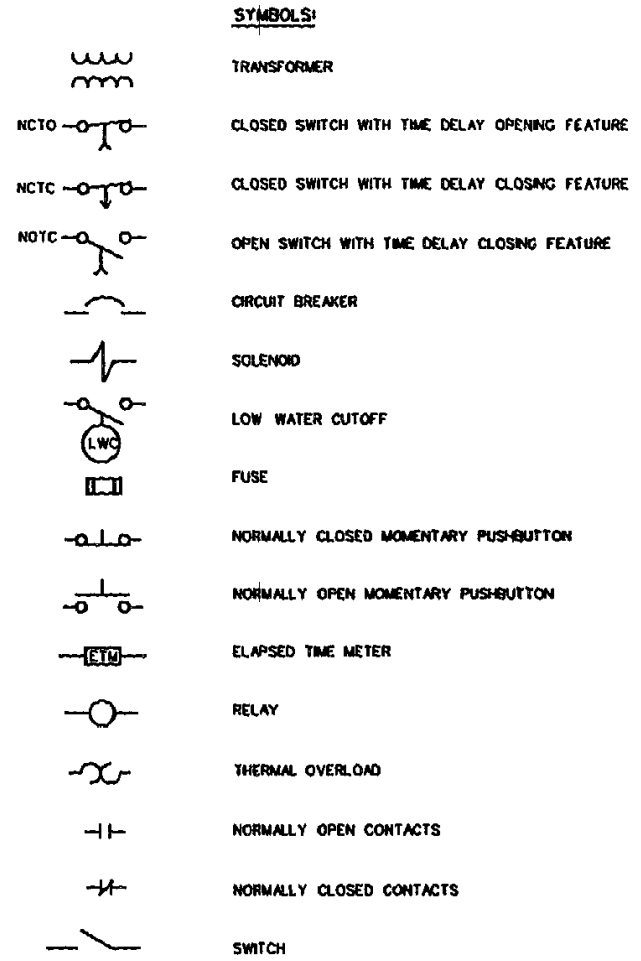 SYMBOLS:
TRANSFORMER
NCTO CLOSED SWITCH WITH TIME DELAY OPENING FEATURE
NCTC CLOSED SWITCH WITH TIME DELAY CLOSING FEATURE
NOTC OPEN SWITCH WITH TIME DELAY CLOSING FEATURE
CIRCUIT BREAKER
SOLENOID
LOW WATER CUTOFF
LWC
FUSE
NORMALLY CLOSED MOMENTARY PUSHBUTTON
NORMALLY OPEN MOMENTARY PUSHBUTTON
ETM ELAPSED TIME METER
RELAY
THERMAL OVERLOAD
NORMALLY OPEN CONTACTS
NORMALLY CLOSED CONTACTS
SWITCH